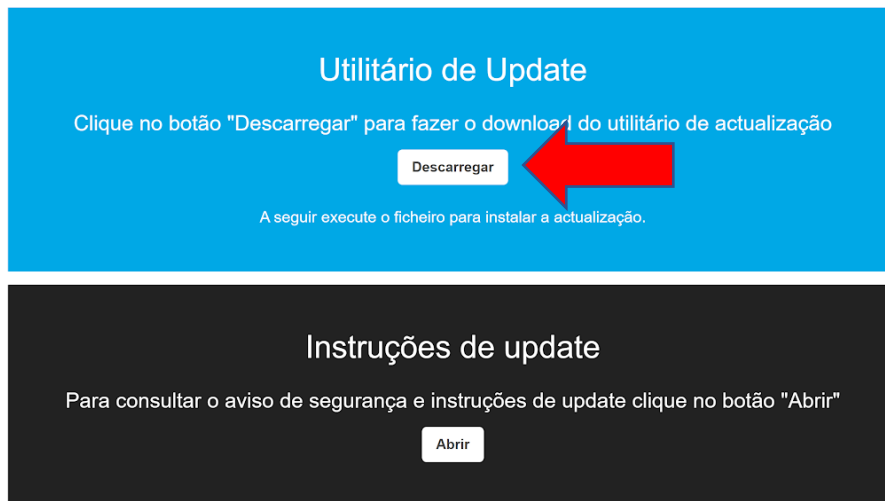 Utilitário de Update
Clique no botão "Descarregar" para fazer o download do utilitário de actualização
Descarregar
A seguir execute o ficheiro para instalar a actualização.
Instruções de update
Para consultar o aviso de segurança e instruções de update clique no botão "Abrir"
Abrir